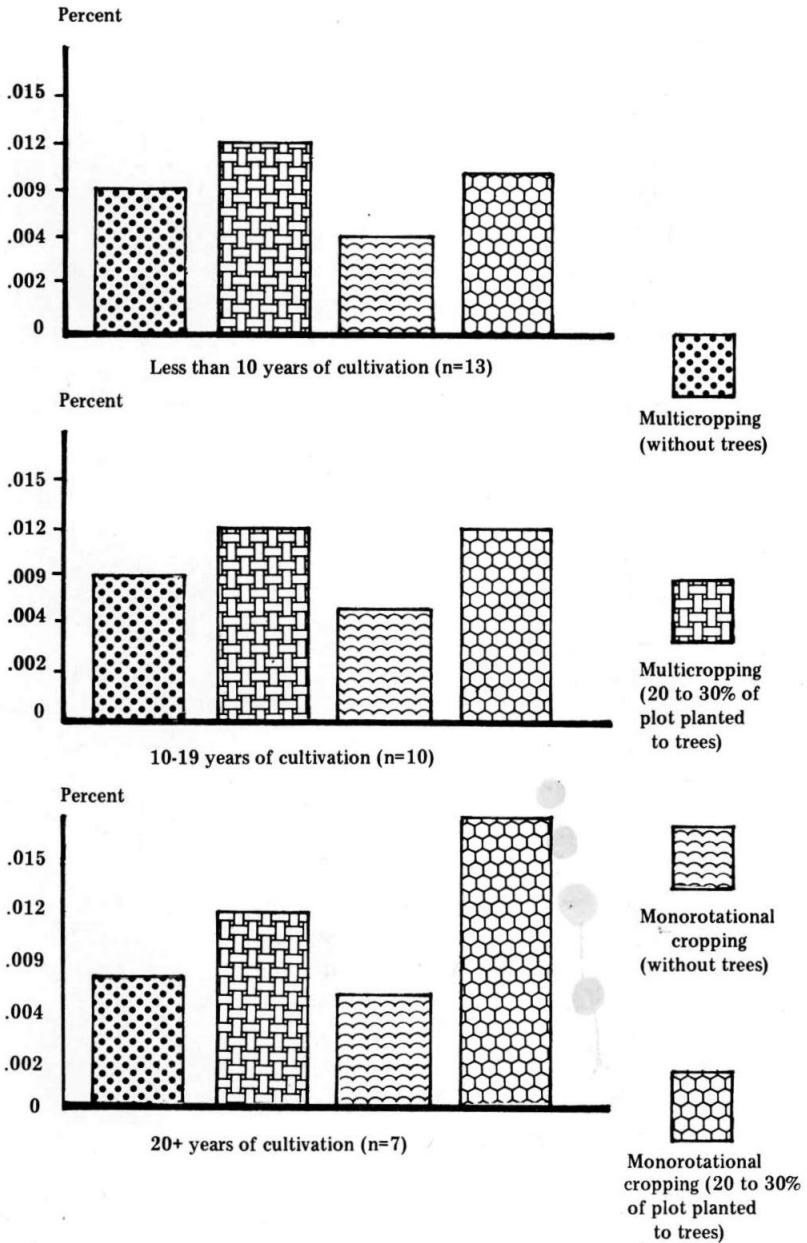 Percent
.015
.012
.009
.004
.002
0
Less than 10 years of cultivation (n=13)
Percent
.015
.012
.009
.004
.002
0
10-19 years of cultivation (n=10)
Percent
.015
.012
.009
.004
.002
0
20+ years of cultivation (n=7)
Multicropping
(without trees)
Multicropping
(20 to 30% of
plot planted
to trees)
Monorotational
cropping
(without trees)
Monorotational
cropping (20 to 30%
of plot planted
to trees)